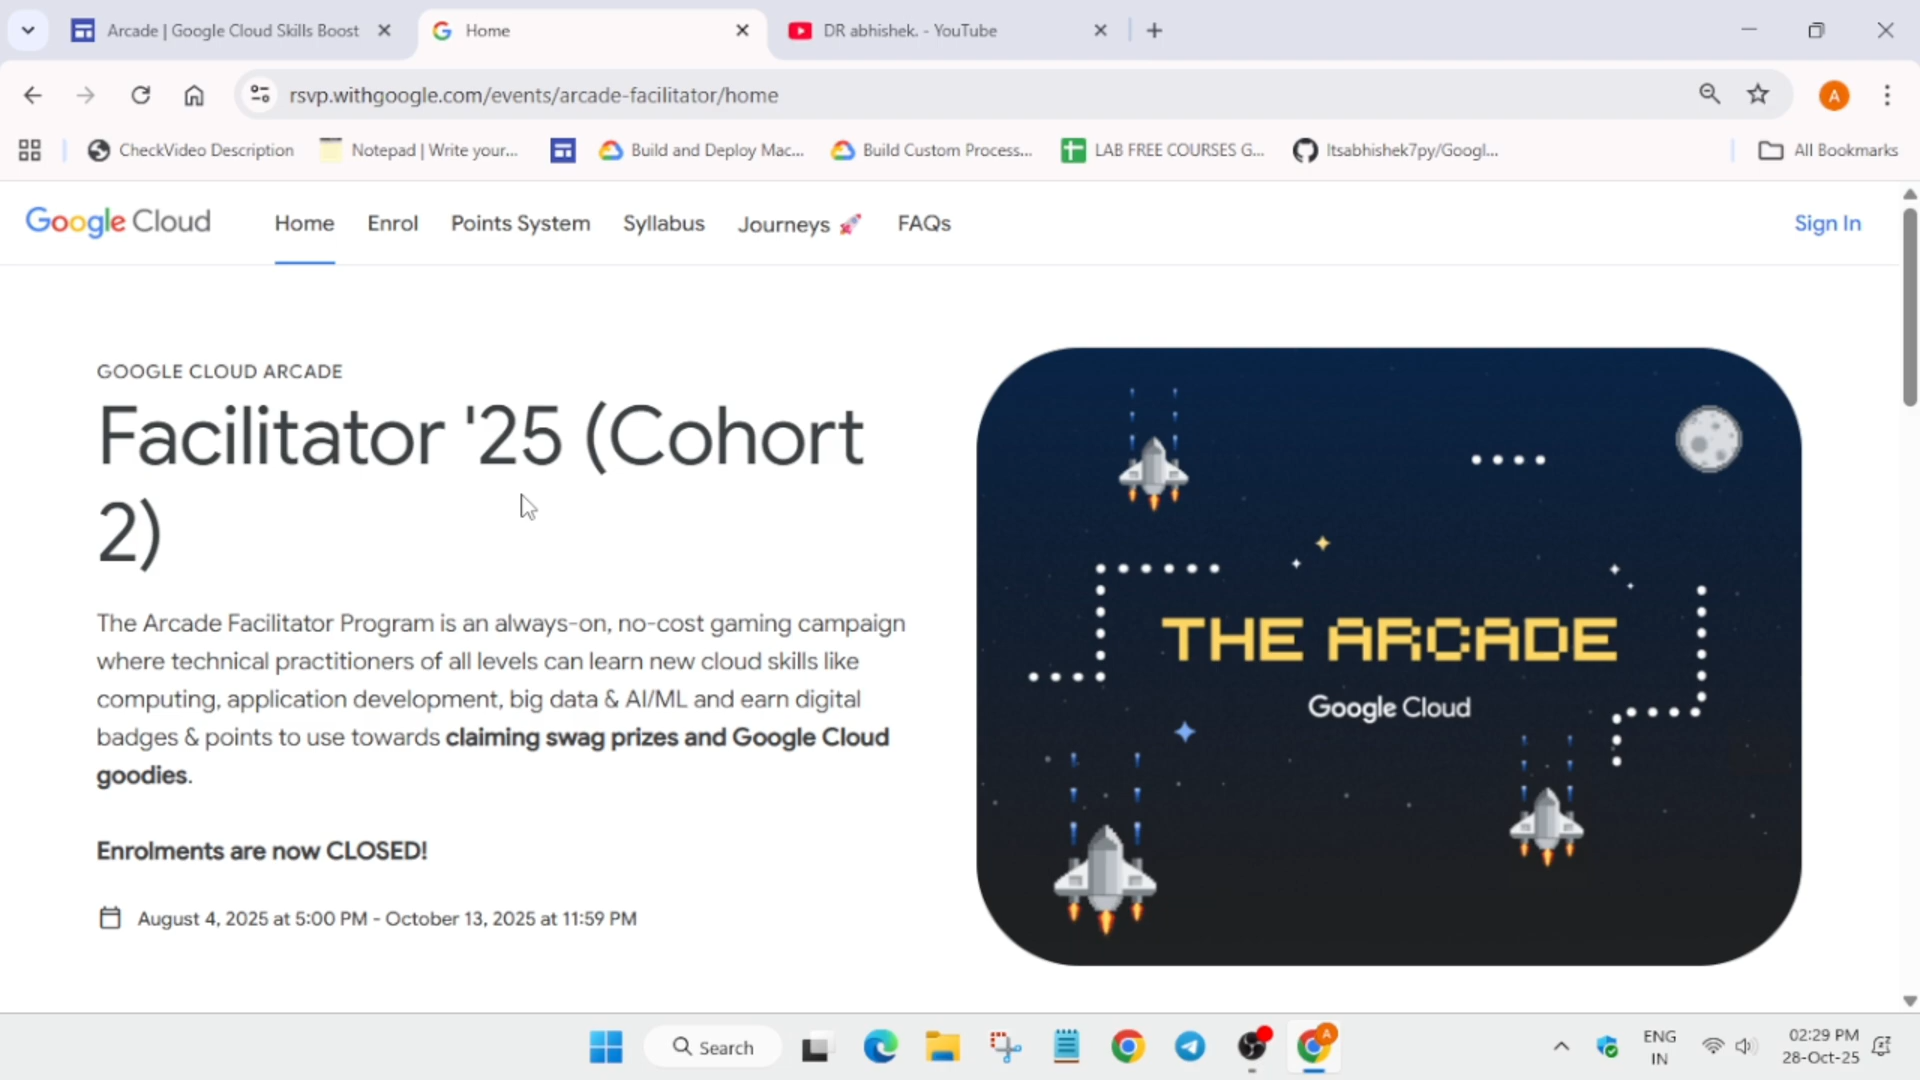 Arcade | Google Cloud Skills Boost
Home
DR abhishek. - YouTube
rsvp.withgoogle.com/events/arcade-facilitator/home
A
CheckVideo Description
Notepad | Write your...
Build and Deploy Mac...
Build Custom Process...
LAB FREE COURSES G...
Itsabhishek7py/Googl...
All Bookmarks
Google Cloud
Home
Enrol
Points System
Syllabus
Journeys 🚀
FAQs
Sign In
GOOGLE CLOUD ARCADE
Facilitator '25 (Cohort
2)
The Arcade Facilitator Program is an always-on, no-cost gaming campaign
where technical practitioners of all levels can learn new cloud skills like
computing, application development, big data & AI/ML and earn digital
badges & points to use towards claiming swag prizes and Google Cloud
goodies.
Enrolments are now CLOSED!
August 4, 2025 at 5:00 PM - October 13, 2025 at 11:59 PM
THE ARCADE
Google Cloud
Search
A
ENG
IN
02:29 PM
28-Oct-25